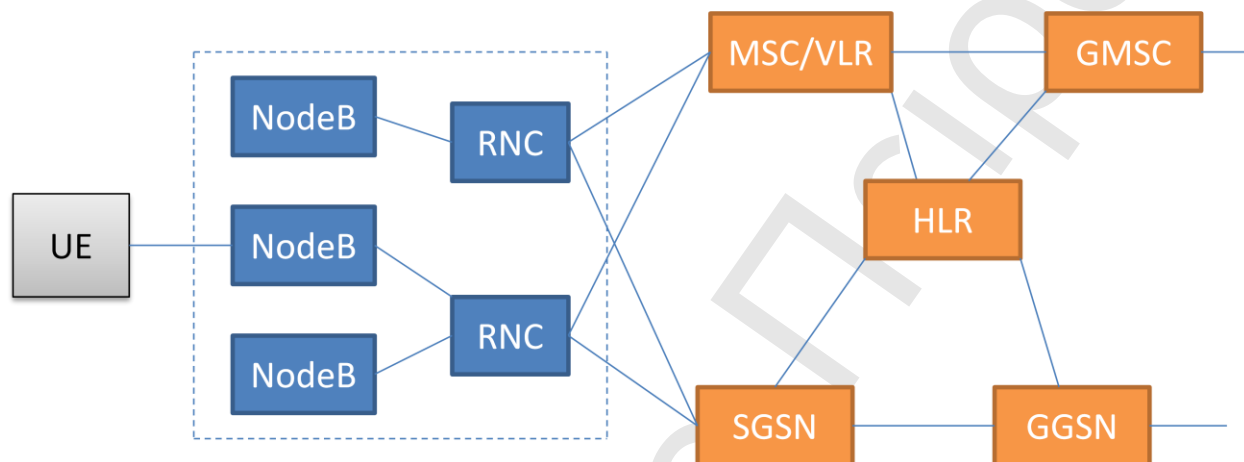 MSC/VLR
GMSC
NodeB
RNC
HLR
UE
NodeB
RNC
NodeB
SGSN
GGSN